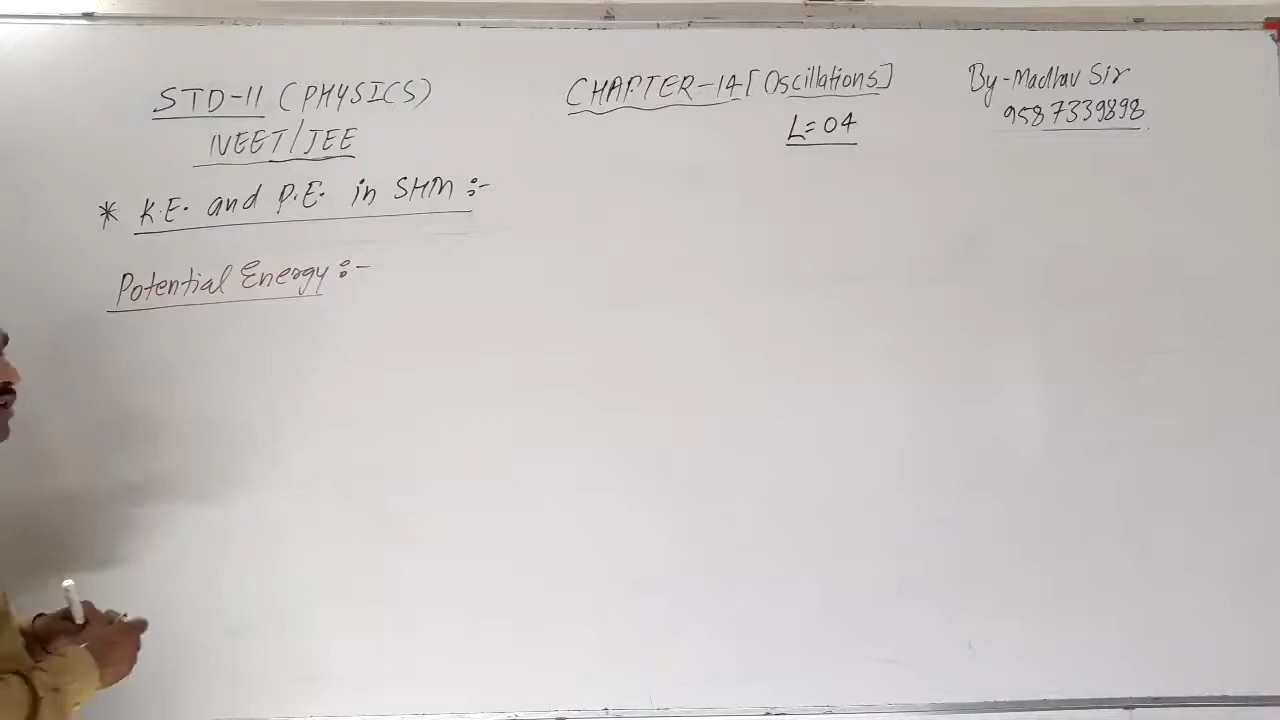 STD-11 (PHYSICS)
NEET/JEE
CHAPTER-14 [Oscillations]
L=04
By-Madhav Sir
9587339898
* K.E. and P.E. in SHM :-
Potential Energy :-